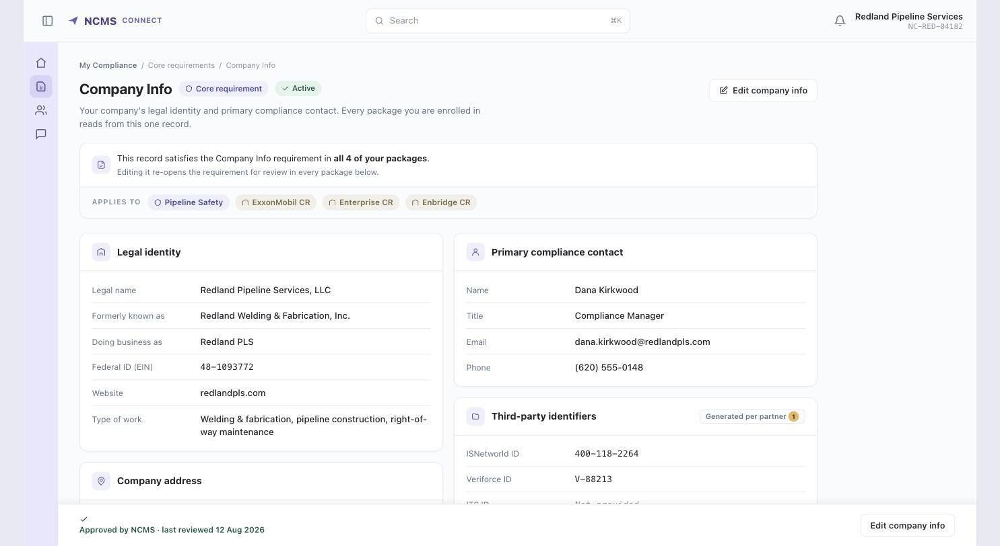 NCMS CONNECT
Search ⌘K
Redland Pipeline Services
NC-RED-04182
My Compliance / Core requirements / Company Info
Company Info
Core requirement
Active
Edit company info
Your company's legal identity and primary compliance contact. Every package you are enrolled in
reads from this one record.
This record satisfies the Company Info requirement in all 4 of your packages.
Editing it re-opens the requirement for review in every package below.
APPLIES TO
Pipeline Safety
ExxonMobil CR
Enterprise CR
Enbridge CR
Legal identity
Legal name Redland Pipeline Services, LLC
Formerly known as Redland Welding & Fabrication, Inc.
Doing business as Redland PLS
Federal ID (EIN) 48-1093772
Website redlandpls.com
Type of work Welding & fabrication, pipeline construction, right-of-
way maintenance
Company address
Primary compliance contact
Name Dana Kirkwood
Title Compliance Manager
Email dana.kirkwood@redlandpls.com
Phone (620) 555-0148
Third-party identifiers
Generated per partner 1
ISNetworld ID 400-118-2264
Veriforce ID V-88213
ITS ID Not provided
Approved by NCMS · last reviewed 12 Aug 2026
Edit company info